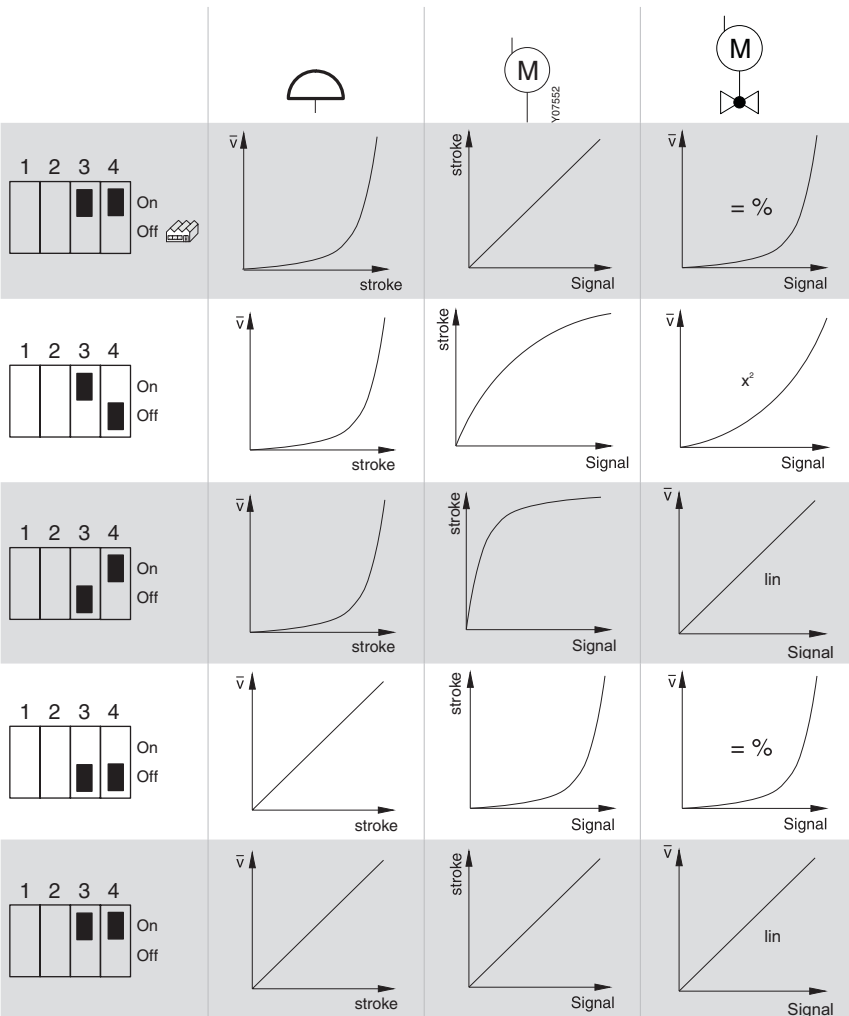 M
M
Y07552
1 2 3 4
On
Off
v̄
stroke
stroke
Signal
v̄
= %
Signal
1 2 3 4
On
Off
v̄
stroke
stroke
Signal
v̄
x²
Signal
1 2 3 4
On
Off
v̄
stroke
stroke
Signal
v̄
lin
Signal
1 2 3 4
On
Off
v̄
stroke
stroke
Signal
v̄
= %
Signal
1 2 3 4
On
Off
v̄
stroke
stroke
Signal
v̄
lin
Signal